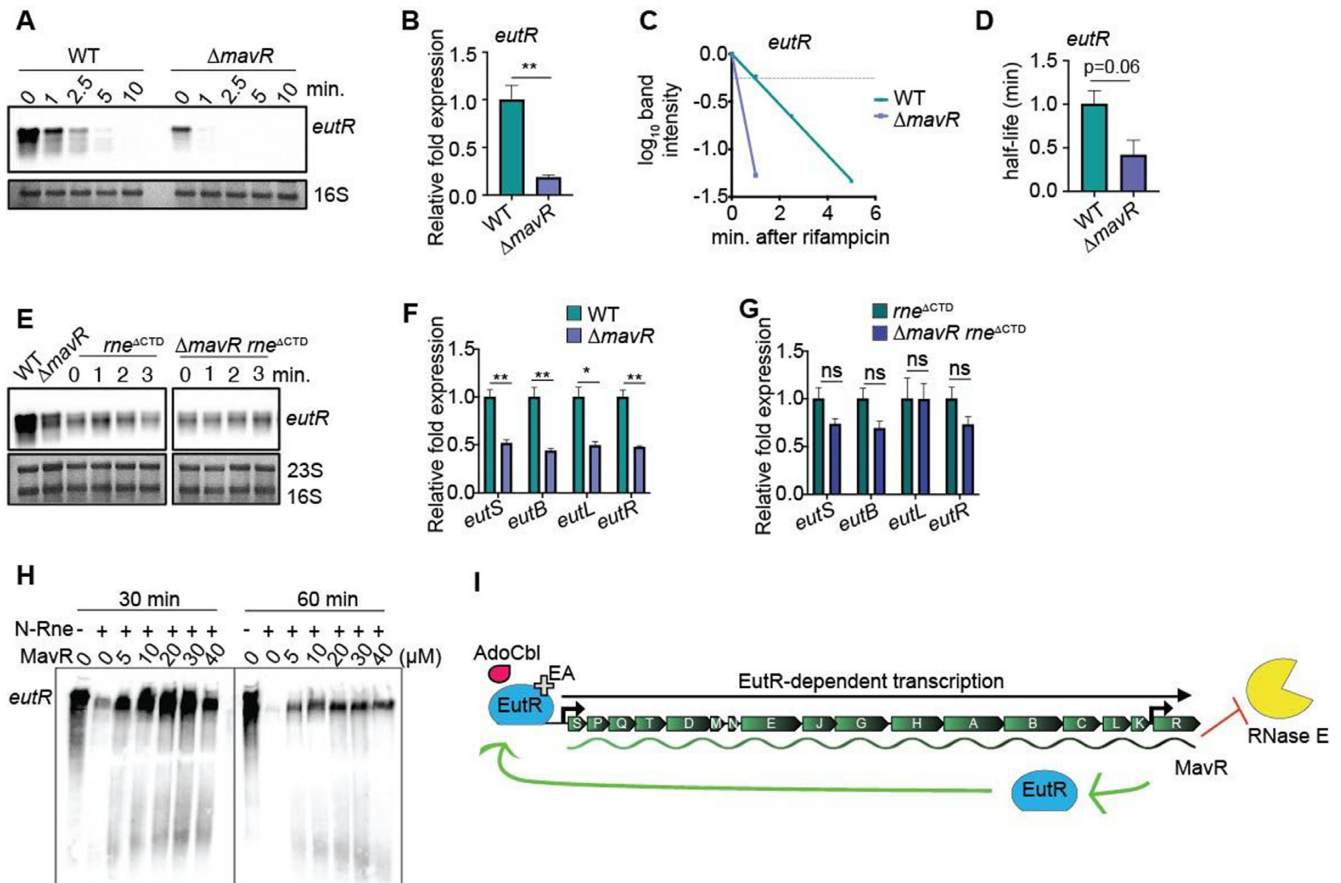 A
WT
ΔmavR
0 1 2.5 5 10 0 1 2.5 5 10 min.
eutR
16S
B
eutR
**
Relative fold expression
1.5
1.0
0.5
0.0
WT
ΔmavR
C
eutR
0.0
-0.5
-1.0
-1.5
log10 band
intensity
0 2 4 6
min. after rifampicin
WT
ΔmavR
D
eutR
p=0.06
half-life (min)
1.5
1.0
0.5
0.0
WT
ΔmavR
E
WT
ΔmavR
rneΔCTD
ΔmavR rneΔCTD
0 1 2 3 0 1 2 3 min.
eutR
23S
16S
F
WT
ΔmavR
Relative fold expression
1.5
1.0
0.5
0.0
** ** * **
eutS eutB eutL eutR
G
rneΔCTD
ΔmavR rneΔCTD
Relative fold expression
1.5
1.0
0.5
0.0
ns ns ns ns
eutS eutB eutL eutR
H
30 min 60 min
N-Rne - + + + + + + - + + + + + +
MavR 0 0 5 10 20 30 40 0 0 5 10 20 30 40 (μM)
eutR
I
AdoCbl
EA
EutR
EutR-dependent transcription
S P Q T D M N E J G H A B C L K R
RNase E
MavR
EutR